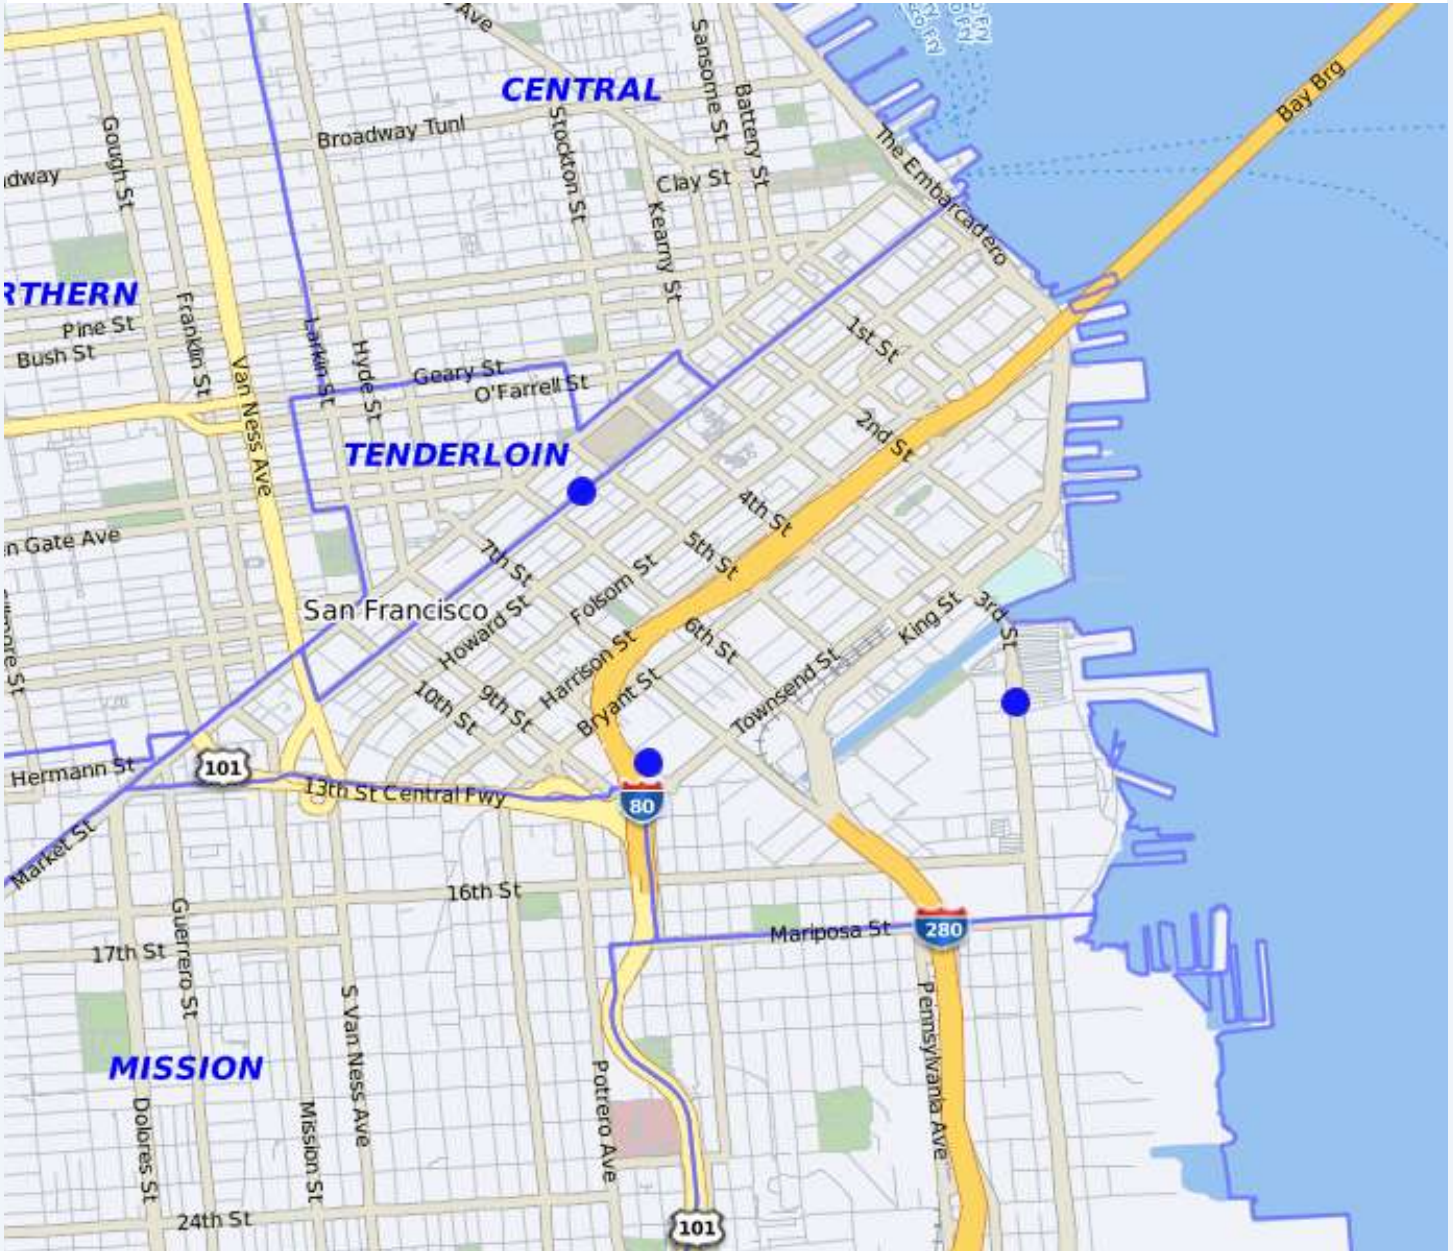 Ave
Sansome St
CENTRAL
Battery St
Bay Brg
Broadway Tunl
Stockton St
Gough St
The Embarcadero
dway
Clay St
Kearny St
RTHERN
Pine St
Franklin St
Larkin St
Hyde St
1st St
Bush St
Van Ness Ave
Geary St
O'Farrell St
TENDERLOIN
2nd St
4th St
n Gate Ave
7th St
5th St
Folsom St
San Francisco
Howard St
3rd St
King St
Harrison St
6th St
10th St
9th St
Bryant St
Townsend St
Hermann St
101
13th St Central Fwy
80
Market St
16th St
Guerrero St
17th St
Mariposa St
280
S Van Ness Ave
Pennsylvania Ave
MISSION
Potrero Ave
Dolores St
Mission St
24th St
101